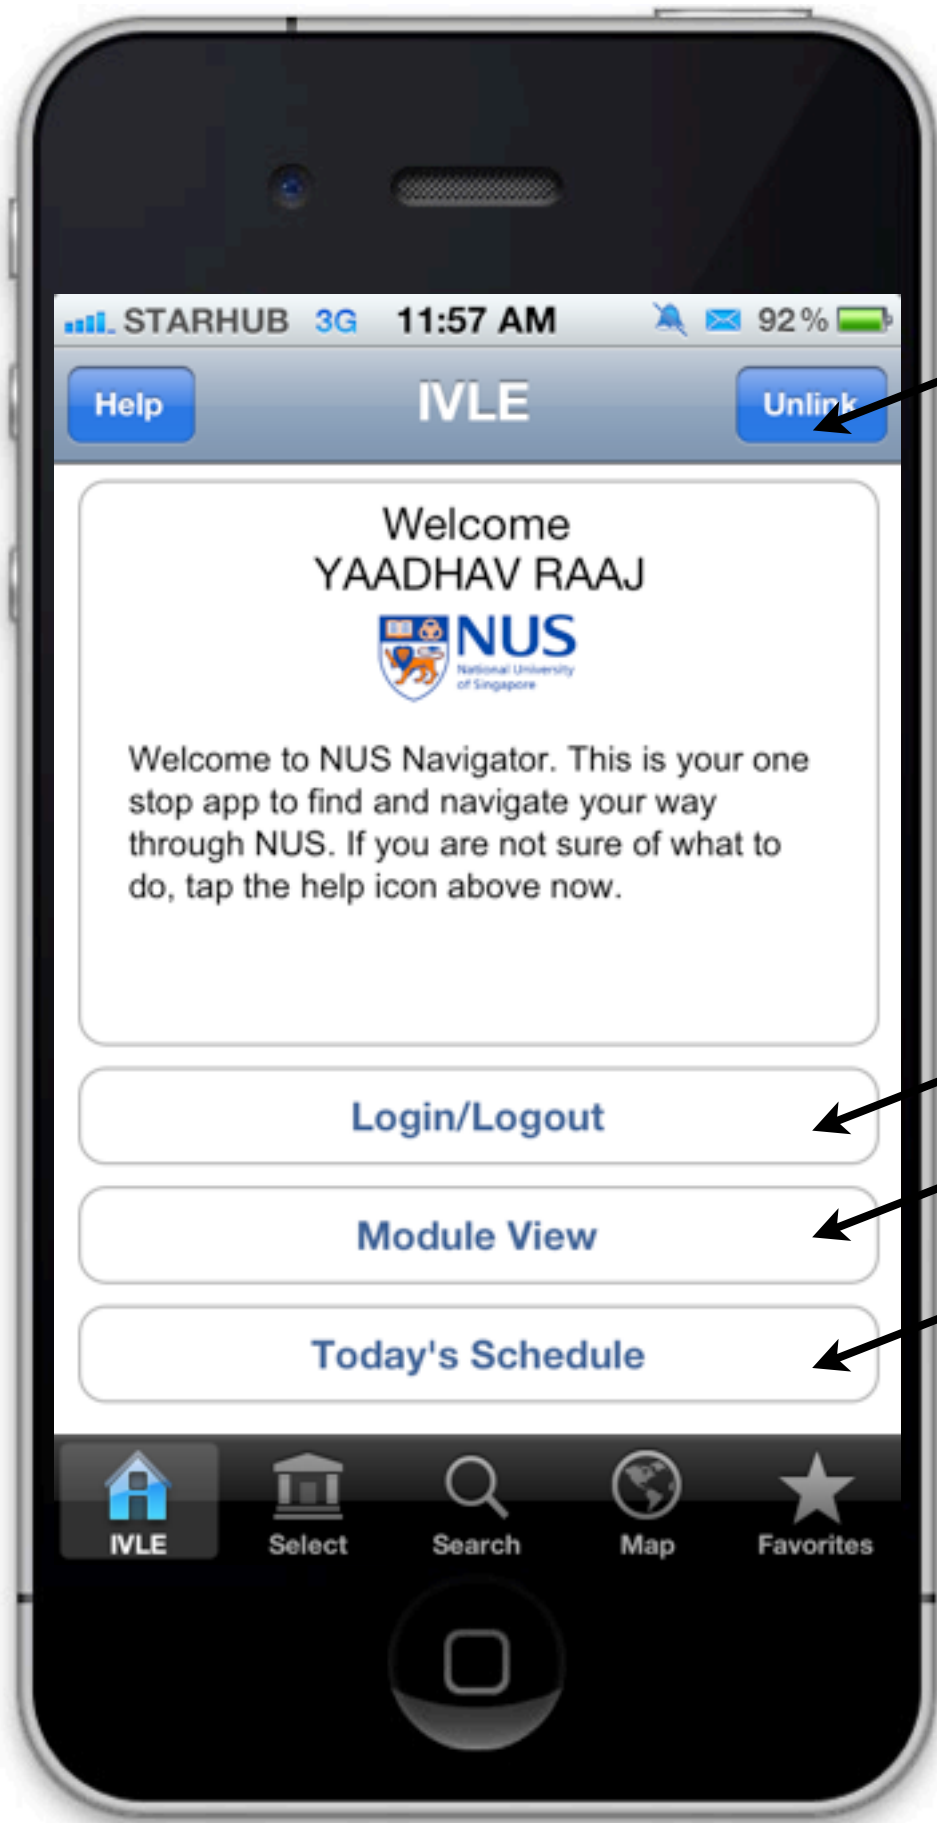 STARHUB 3G 11:57 AM 92%
Help IVLE Unlink
Welcome
YAADHAV RAAJ
NUS
National University
of Singapore
Welcome to NUS Navigator. This is your one
stop app to find and navigate your way
through NUS. If you are not sure of what to
do, tap the help icon above now.
Login/Logout
Module View
Today's Schedule
IVLE Select Search Map Favorites